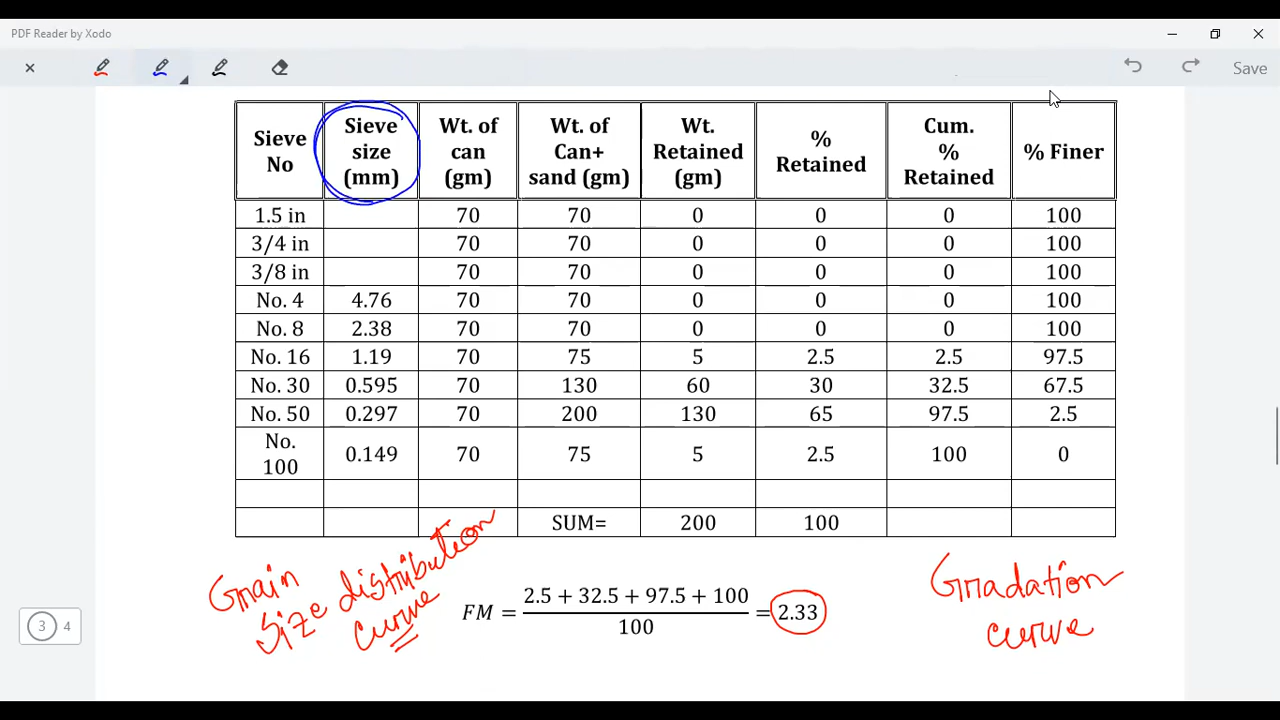 PDF Reader by Xodo
Save
Sieve No Sieve size (mm) Wt. of can (gm) Wt. of Can+ sand (gm) Wt. Retained (gm) % Retained Cum. % Retained % Finer
1.5 in 70 70 0 0 0 100
3/4 in 70 70 0 0 0 100
3/8 in 70 70 0 0 0 100
No. 4 4.76 70 70 0 0 0 100
No. 8 2.38 70 70 0 0 0 100
No. 16 1.19 70 75 5 2.5 2.5 97.5
No. 30 0.595 70 130 60 30 32.5 67.5
No. 50 0.297 70 200 130 65 97.5 2.5
No. 100 0.149 70 75 5 2.5 100 0
SUM= 200 100
Grain
size distribution
curve
FM = (2.5 + 32.5 + 97.5 + 100)/100 = 2.33
Gradation
curve
3 4